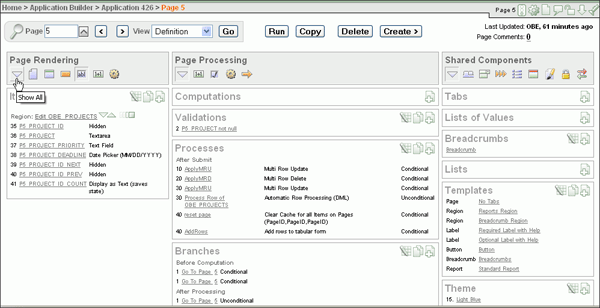 Home > Application Builder > Application 426 > Page 5
Page 5
Page 5 View Definition Go Run Copy Delete Create >
Last Updated: OBE, 61 minutes ago
Page Comments: 0
Page Rendering
Show All
Region: Edit OBE_PROJECTS
35 P5_PROJECT_ID Hidden
36 P5_PROJECT Textarea
37 P5_PROJECT_PRIORITY Text Field
38 P5_PROJECT_DEADLINE Date Picker (MM/DD/YYYY)
39 P5_PROJECT_ID_NEXT Hidden
40 P5_PROJECT_ID_PREV Hidden
41 P5_PROJECT_ID_COUNT Display as Text (saves
state)
Page Processing
Computations
Validations
2 P5_PROJECT not null
Processes
After Submit
10 ApplyMRU Multi Row Update Conditional
20 ApplyMRD Multi Row Delete Conditional
30 ApplyMRU Multi Row Update Conditional
30 Process Row of
OBE_PROJECTS Automatic Row Processing (DML) Unconditional
40 reset page Clear Cache for all Items on Pages
(PageID,PageID,PageID) Conditional
40 AddRows Add rows to tabular form Conditional
Branches
Before Computation
1 Go To Page 5 Conditional
1 Go To Page 5 Conditional
After Processing
1 Go To Page 5 Unconditional
Shared Components
Tabs
Lists of Values
Breadcrumbs
Breadcrumb
Lists
Templates
Page No Tabs
Region Reports Region
Region Breadcrumb Region
Label Required Label with Help
Label Optional Label with Help
Button Button
Breadcrumb Breadcrumbs
Report Standard Report
Theme
15. Light Blue